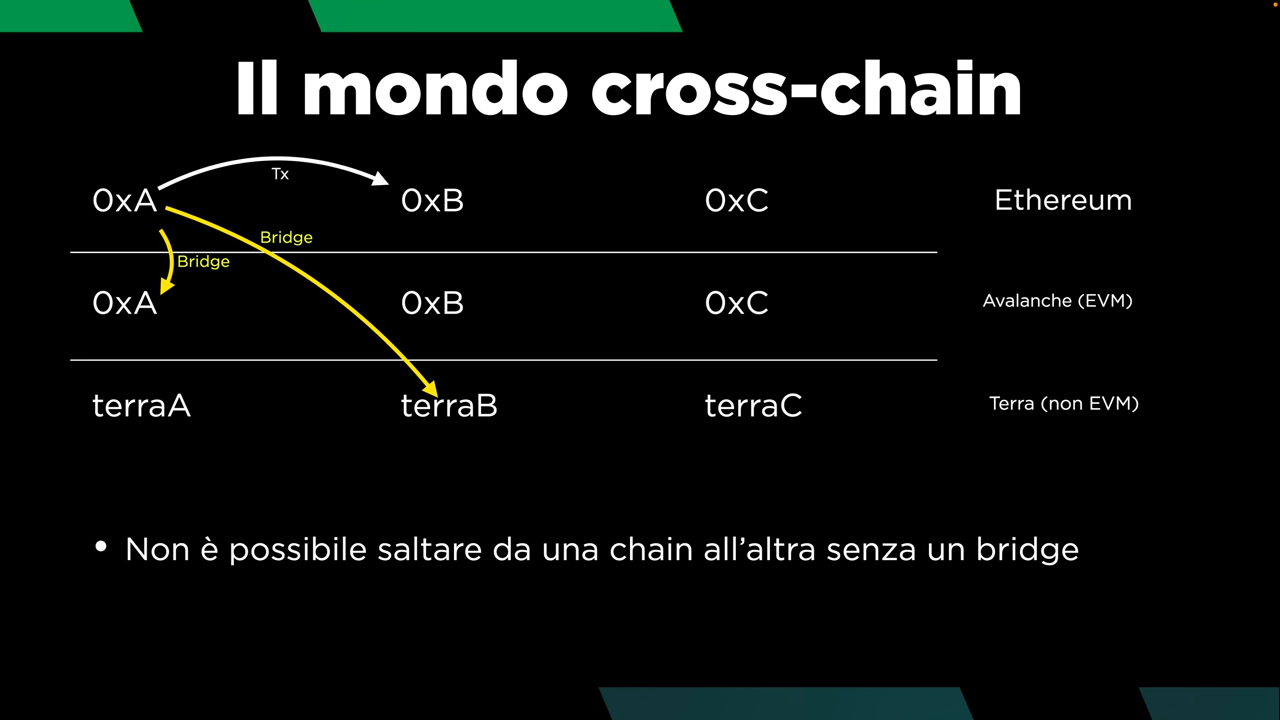 Il mondo cross-chain
Tx
0xA 0xB 0xC Ethereum
Bridge
Bridge
0xA 0xB 0xC Avalanche (EVM)
terraA terraB terraC Terra (non EVM)
• Non è possibile saltare da una chain all’altra senza un bridge